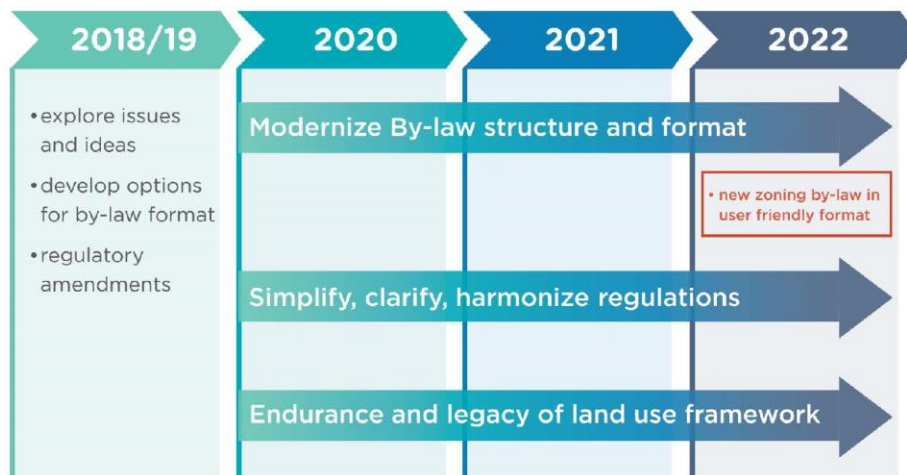 2018/19
2020
2021
2022
•explore issues
and ideas
•develop options
for by-law format
•regulatory
amendments
Modernize By-law structure and format
• new zoning by-law in
user friendly format
Simplify, clarify, harmonize regulations
Endurance and legacy of land use framework